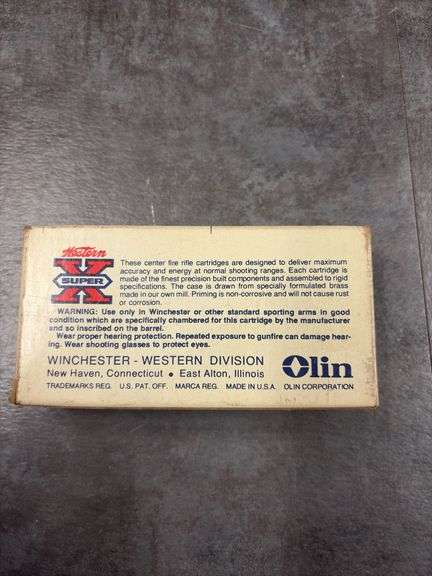 Western
X
SUPER
These center fire rifle cartridges are designed to deliver maximum
accuracy and energy at normal shooting ranges. Each cartridge is
made of the finest precision built components and assembled to rigid
specifications. The case is drawn from specially formulated brass
made in our own mill. Priming is non-corrosive and will not cause rust
or corrosion.
WARNING: Use only in Winchester or other standard sporting arms in good
condition which are specifically chambered for this cartridge by the manufacturer
and so inscribed on the barrel.
Wear proper hearing protection. Repeated exposure to gunfire can damage hear-
ing. Wear shooting glasses to protect eyes.
WINCHESTER - WESTERN DIVISION
New Haven, Connecticut • East Alton, Illinois
TRADEMARKS REG. U.S. PAT. OFF. MARCA REG. MADE IN U.S.A.
Olin
OLIN CORPORATION